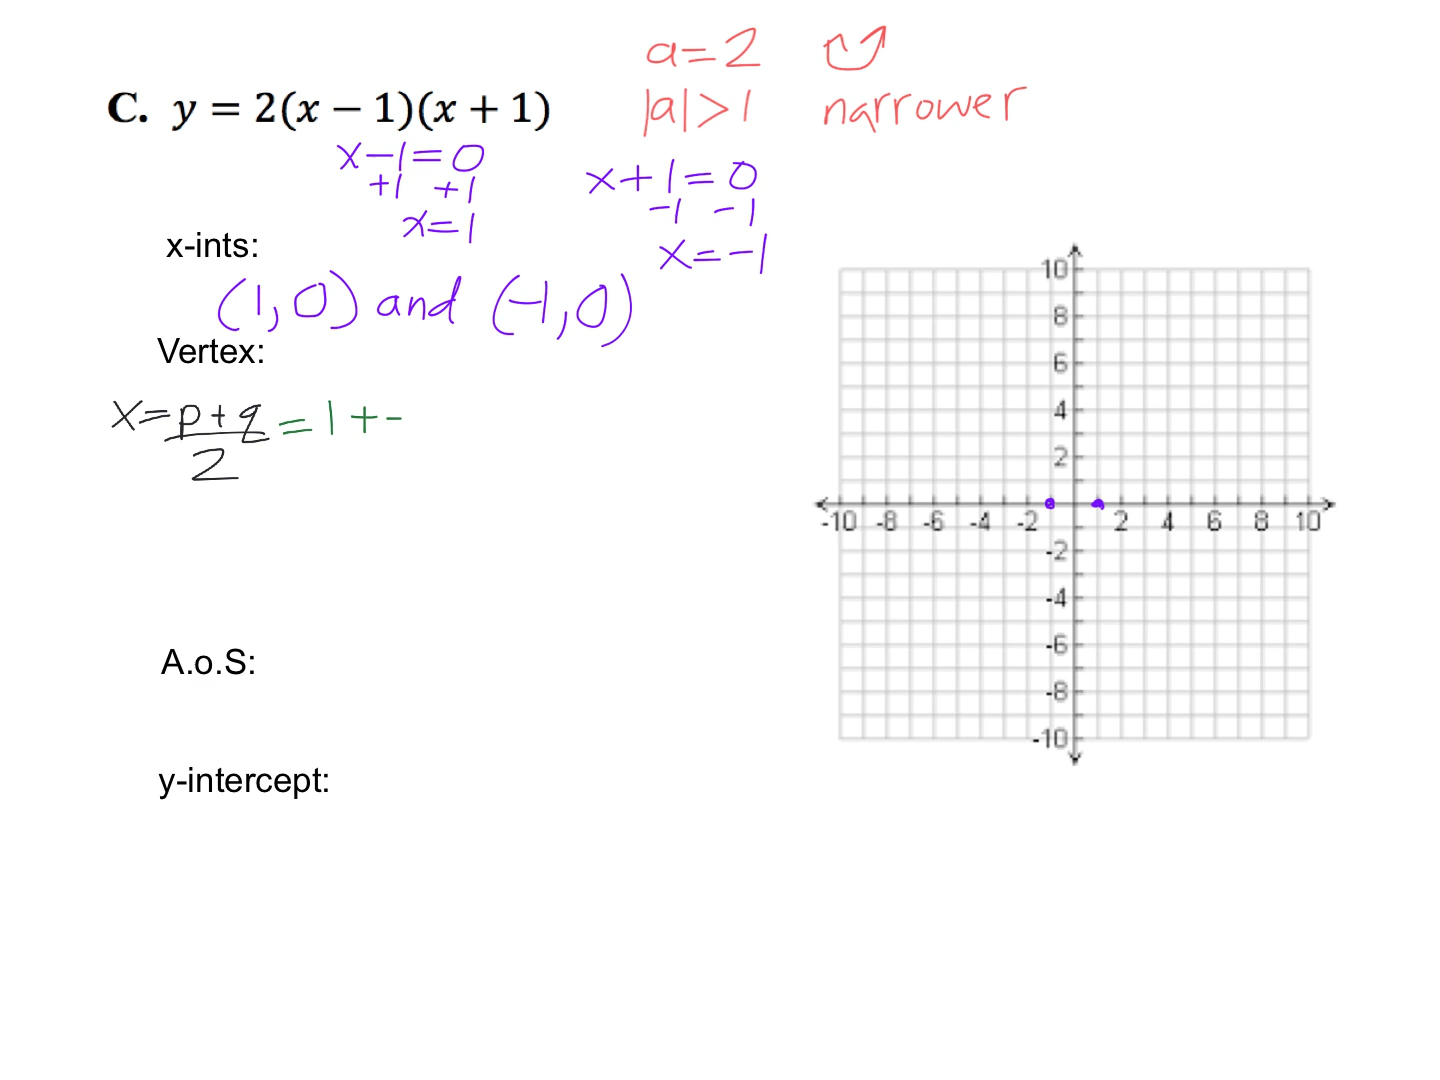 a=2
C. y = 2(x − 1)(x + 1)
|a|>1 narrower
x−1=0
+1 +1
x=1
x+1=0
−1 −1
x=−1
x-ints:
(1,0) and (-1,0)
Vertex:
x=p+q/2=1+-
A.o.S:
y-intercept:
10
8
6
4
2
-10 -8 -6 -4 -2 2 4 6 8 10
-2
-4
-6
-8
-10